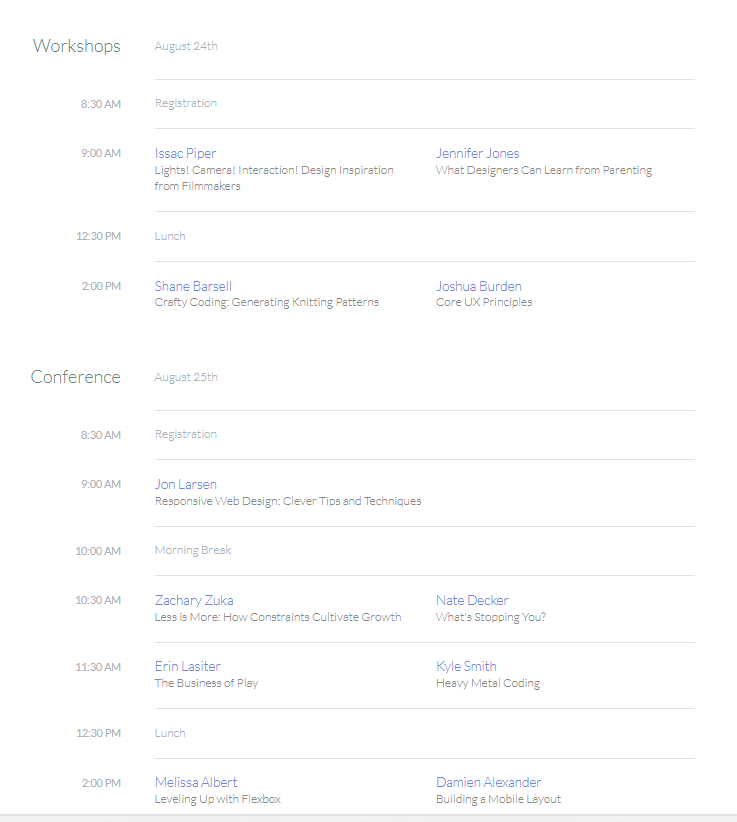 Workshops August 24th
8:30 AM Registration
9:00 AM Issac Piper Jennifer Jones
Lights! Camera! Interaction! Design Inspiration What Designers Can Learn from Parenting
from Filmmakers
12:30 PM Lunch
2:00 PM Shane Barsell Joshua Burden
Crafty Coding: Generating Knitting Patterns Core UX Principles
Conference August 25th
8:30 AM Registration
9:00 AM Jon Larsen
Responsive Web Design: Clever Tips and Techniques
10:00 AM Morning Break
10:30 AM Zachary Zuka Nate Decker
Less is More: How Constraints Cultivate Growth What's Stopping You?
11:30 AM Erin Lasiter Kyle Smith
The Business of Play Heavy Metal Coding
12:30 PM Lunch
2:00 PM Melissa Albert Damien Alexander
Leveling Up with Flexbox Building a Mobile Layout